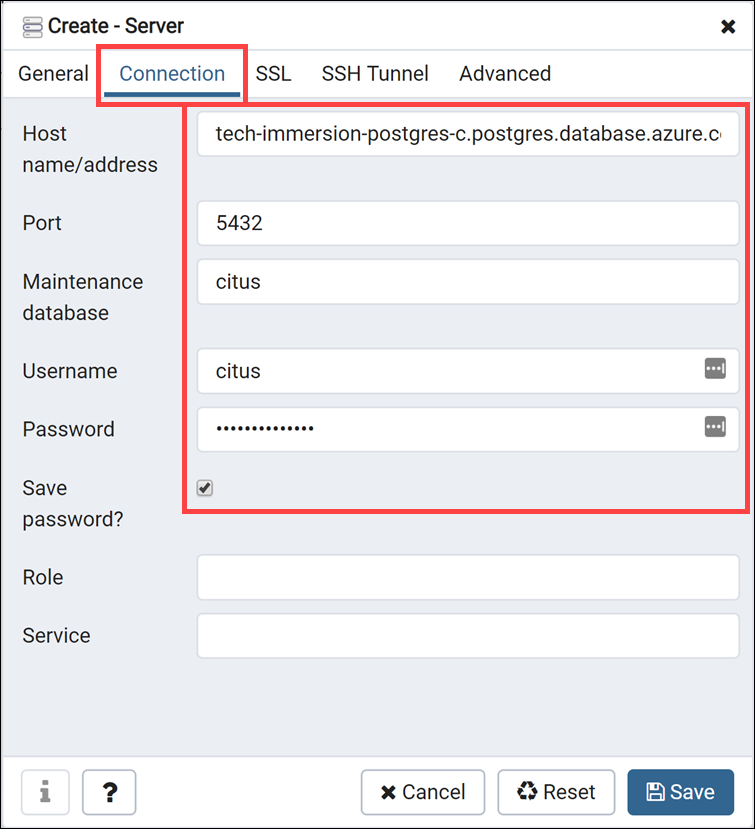 Create - Server
General Connection SSL SSH Tunnel Advanced
Host
name/address
tech-immersion-postgres-c.postgres.database.azure.c
Port
5432
Maintenance
database
citus
Username
citus
Password
••••••••••••••
Save
password?
Role
Service
i ? Cancel Reset Save